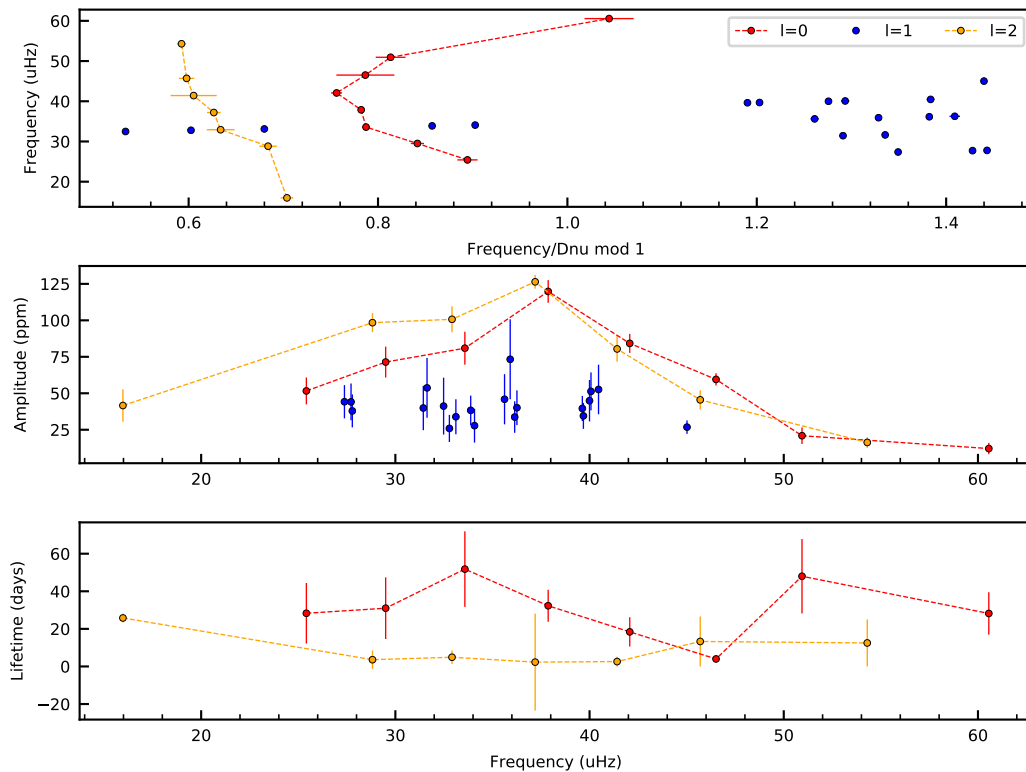 60
50
40
30
20
Frequency (uHz)
l=0 l=1 l=2
0.6 0.8 1.0 1.2 1.4
Frequency/Dnu mod 1
125
100
75
50
25
Amplitude (ppm)
20 30 40 50 60
60
40
20
0
−20
Lifetime (days)
20 30 40 50 60
Frequency (uHz)